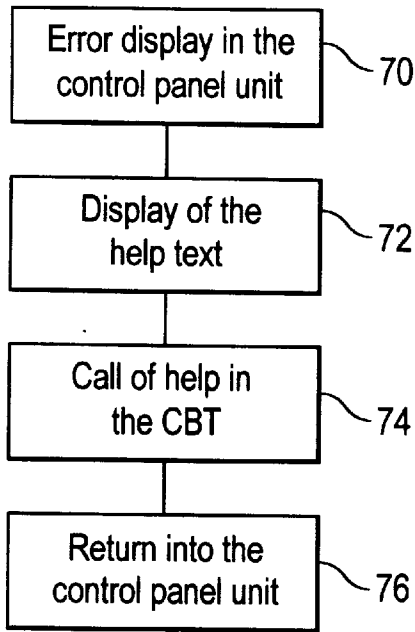 Error display in the
control panel unit
70
Display of the
help text
72
Call of help in
the CBT
74
Return into the
control panel unit
76